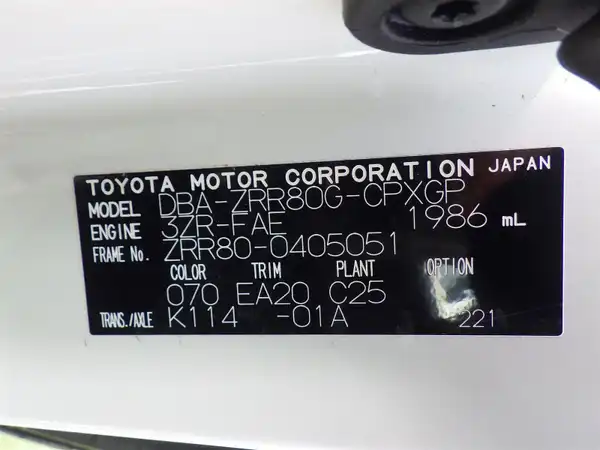 TOYOTA MOTOR CORPORATION JAPAN
MODEL DBA-ZRR80G-CPXGP
ENGINE 3ZR-FAE 1986 mL
FRAME No. ZRR80-0405051
COLOR TRIM PLANT OPTION
070 EA20 C25
TRANS./AXLE K114 -01A 221